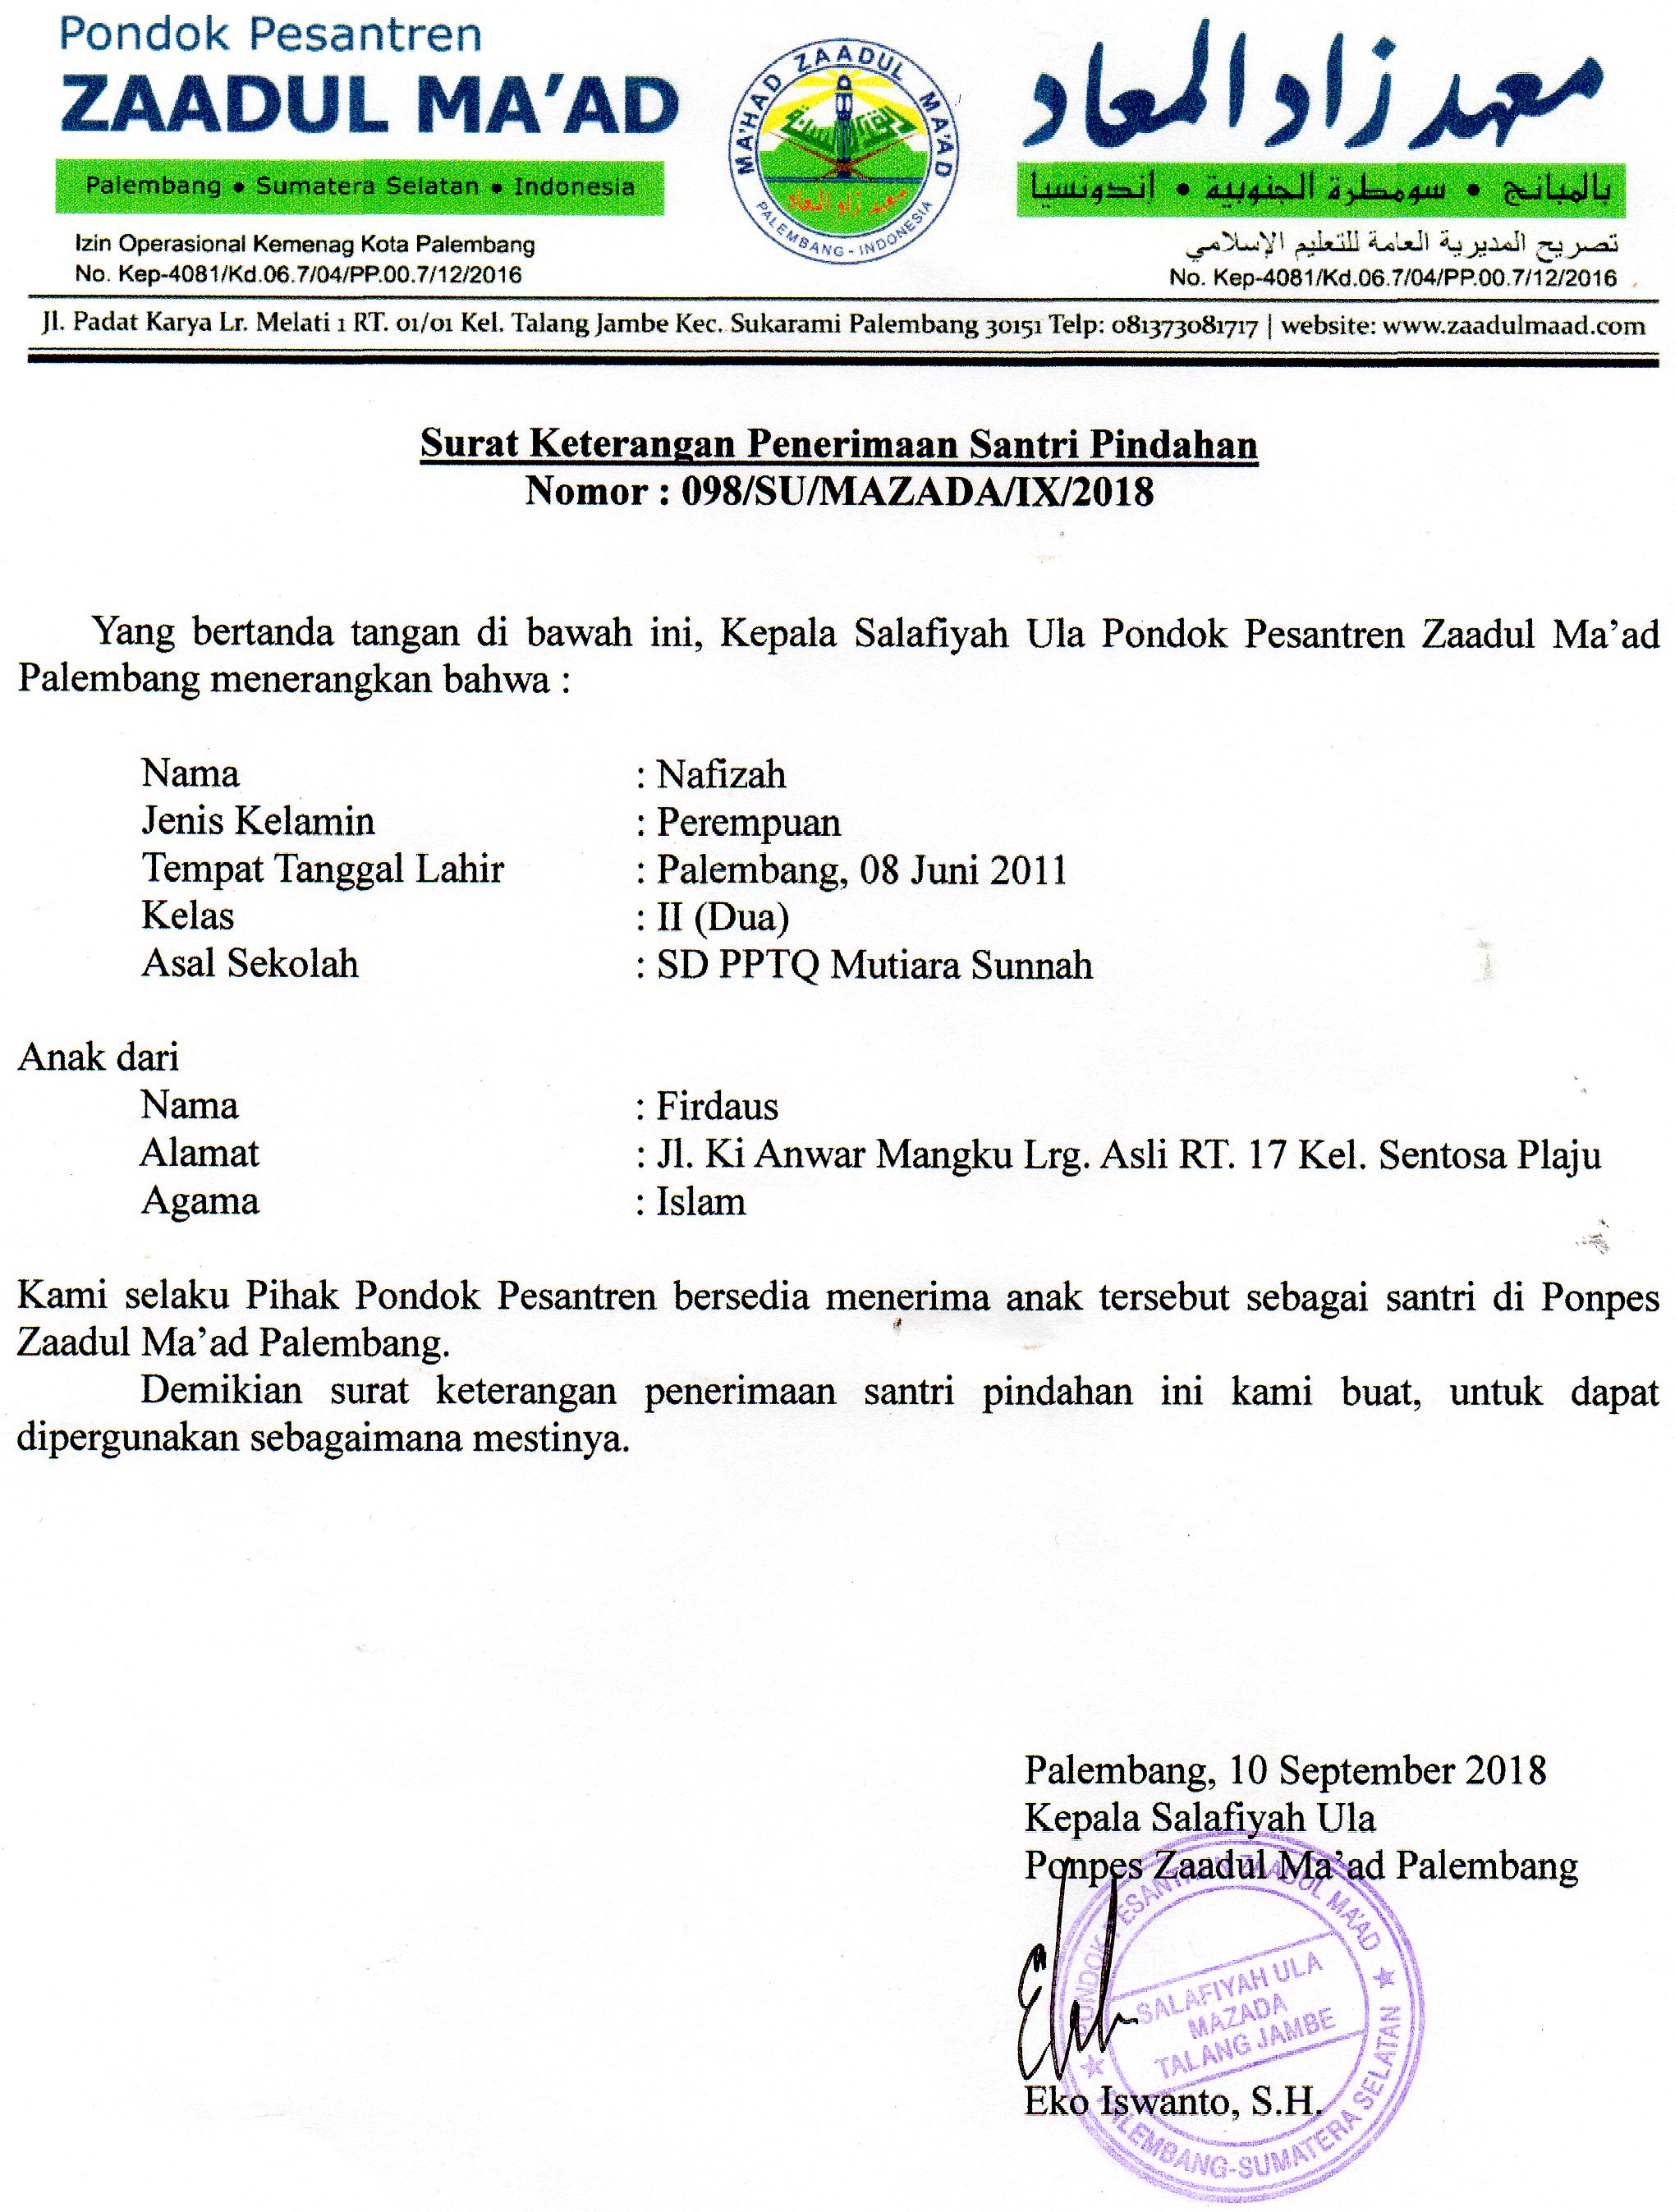 Pondok Pesantren
ZAADUL MA'AD
Palembang • Sumatera Selatan • Indonesia
Izin Operasional Kemenag Kota Palembang
No. Kep-4081/Kd.06.7/04/PP.00.7/12/2016
MA'HAD ZAADUL MA'AD
معهد زاد المعاد
PALEMBANG - INDONESIA
معهد زاد المعاد
بالمبانج • سومطرة الجنوبية • إندونسيا
تصريح المديرية العامة للتعليم الإسلامي
No. Kep-4081/Kd.06.7/04/PP.00.7/12/2016
Jl. Padat Karya Lr. Melati 1 RT. 01/01 Kel. Talang Jambe Kec. Sukarami Palembang 30151 Telp: 081373081717 | website: www.zaadulmaad.com
Surat Keterangan Penerimaan Santri Pindahan
Nomor : 098/SU/MAZADA/IX/2018
Yang bertanda tangan di bawah ini, Kepala Salafiyah Ula Pondok Pesantren Zaadul Ma'ad
Palembang menerangkan bahwa :
Nama : Nafizah
Jenis Kelamin : Perempuan
Tempat Tanggal Lahir : Palembang, 08 Juni 2011
Kelas : II (Dua)
Asal Sekolah : SD PPTQ Mutiara Sunnah
Anak dari
Nama : Firdaus
Alamat : Jl. Ki Anwar Mangku Lrg. Asli RT. 17 Kel. Sentosa Plaju
Agama : Islam
Kami selaku Pihak Pondok Pesantren bersedia menerima anak tersebut sebagai santri di Ponpes
Zaadul Ma'ad Palembang.
Demikian surat keterangan penerimaan santri pindahan ini kami buat, untuk dapat
dipergunakan sebagaimana mestinya.
Palembang, 10 September 2018
Kepala Salafiyah Ula
Ponpes Zaadul Ma'ad Palembang
PONDOK PESANTREN ZAADUL MA'AD
SALAFIYAH ULA
MAZADA
TALANG JAMBE
PALEMBANG-SUMATERA SELATAN
Eko Iswanto, S.H.